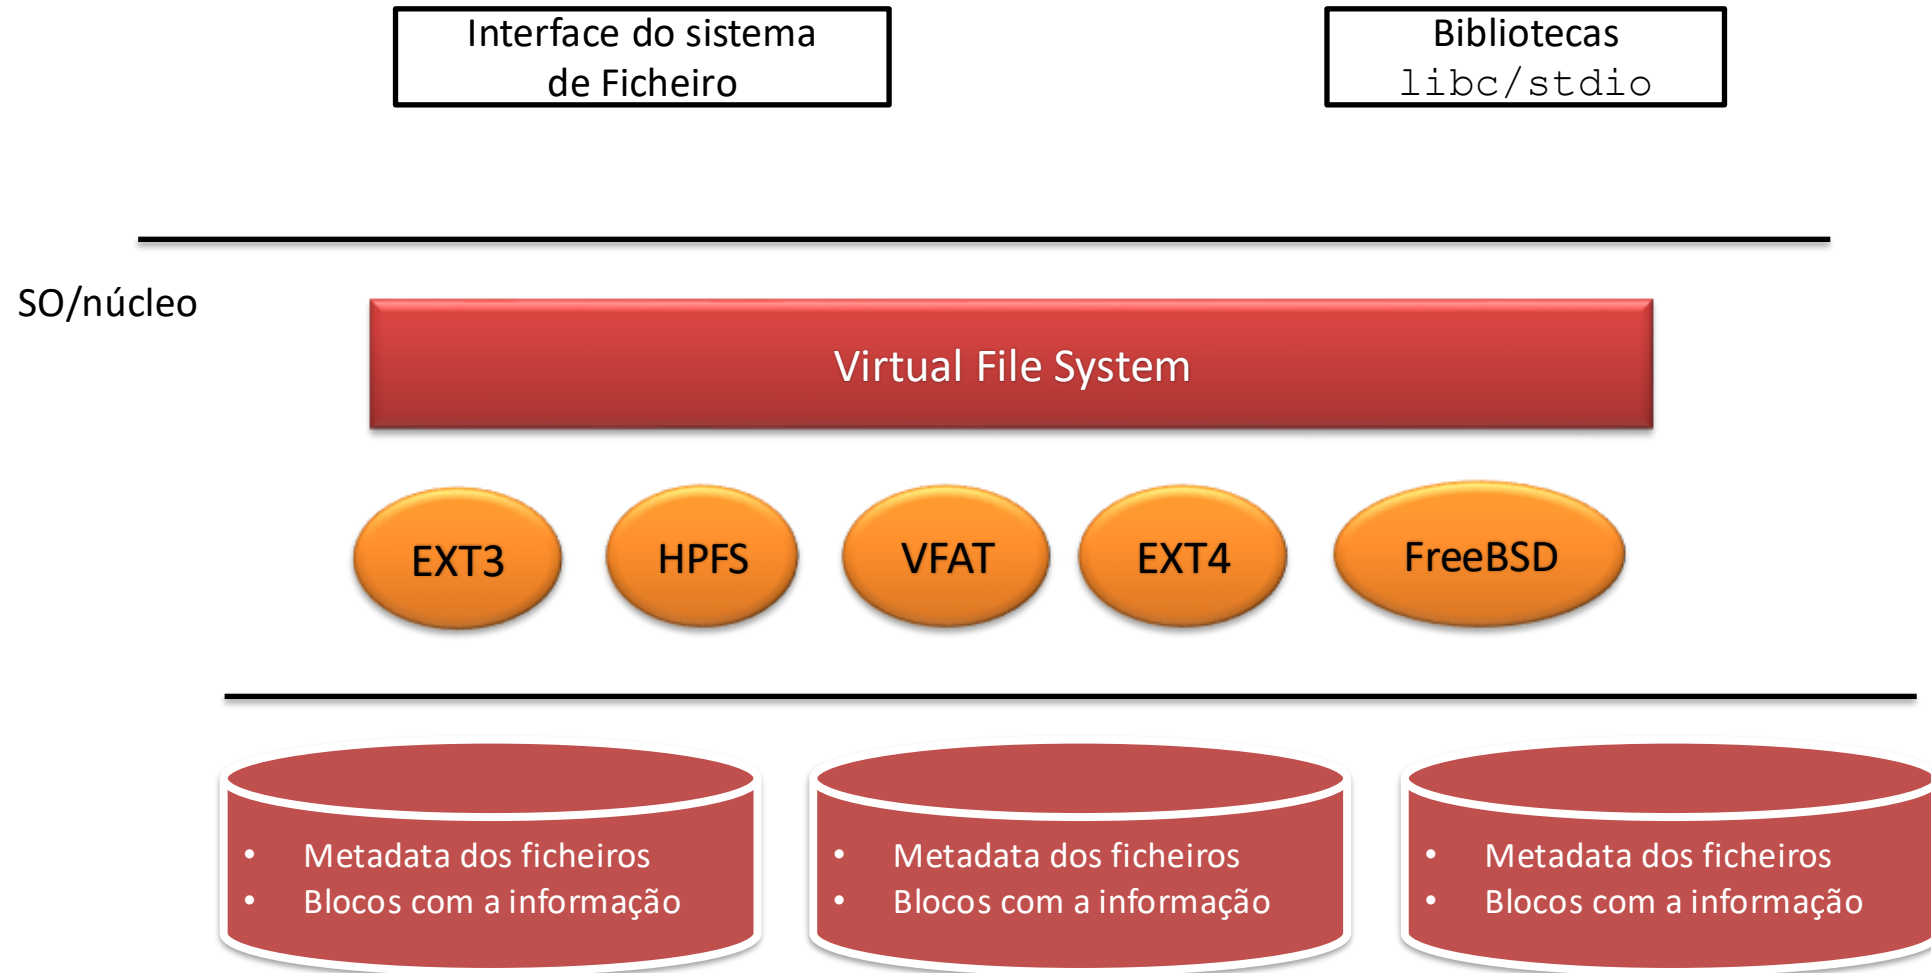 Interface do sistema
de Ficheiro
Bibliotecas
libc/stdio
SO/núcleo
Virtual File System
EXT3
HPFS
VFAT
EXT4
FreeBSD
• Metadata dos ficheiros
• Blocos com a informação
• Metadata dos ficheiros
• Blocos com a informação
• Metadata dos ficheiros
• Blocos com a informação